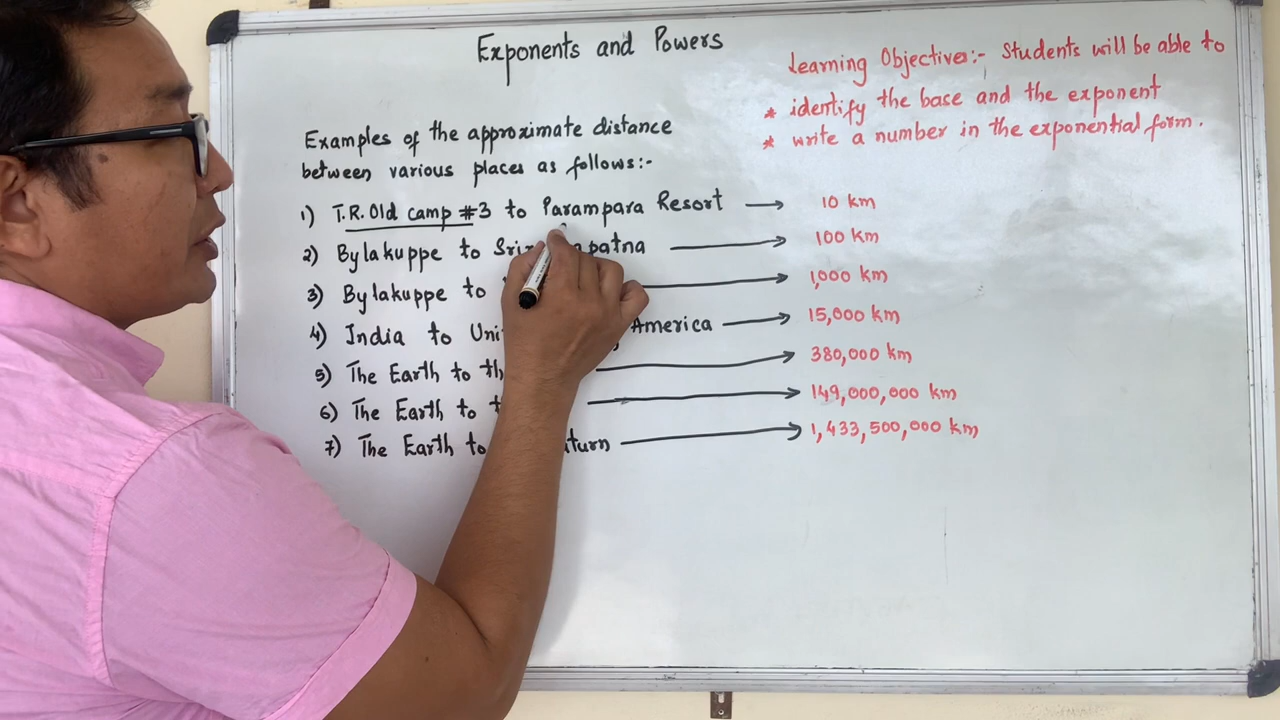 Exponents and Powers
Learning Objectives:- Students will be able to
* identify the base and the exponent
* write a number in the exponential form.
Examples of the approximate distance
between various places as follows:-
1) T.R. Old camp #3 to Parampara Resort → 10 km
2) Bylakuppe to → 100 km
3) Bylakuppe to → 1,000 km
4) India to America → 15,000 km
5) The Earth to → 380,000 km
6) The Earth to → 149,000,000 km
7) The Earth to → 1,433,500,000 km